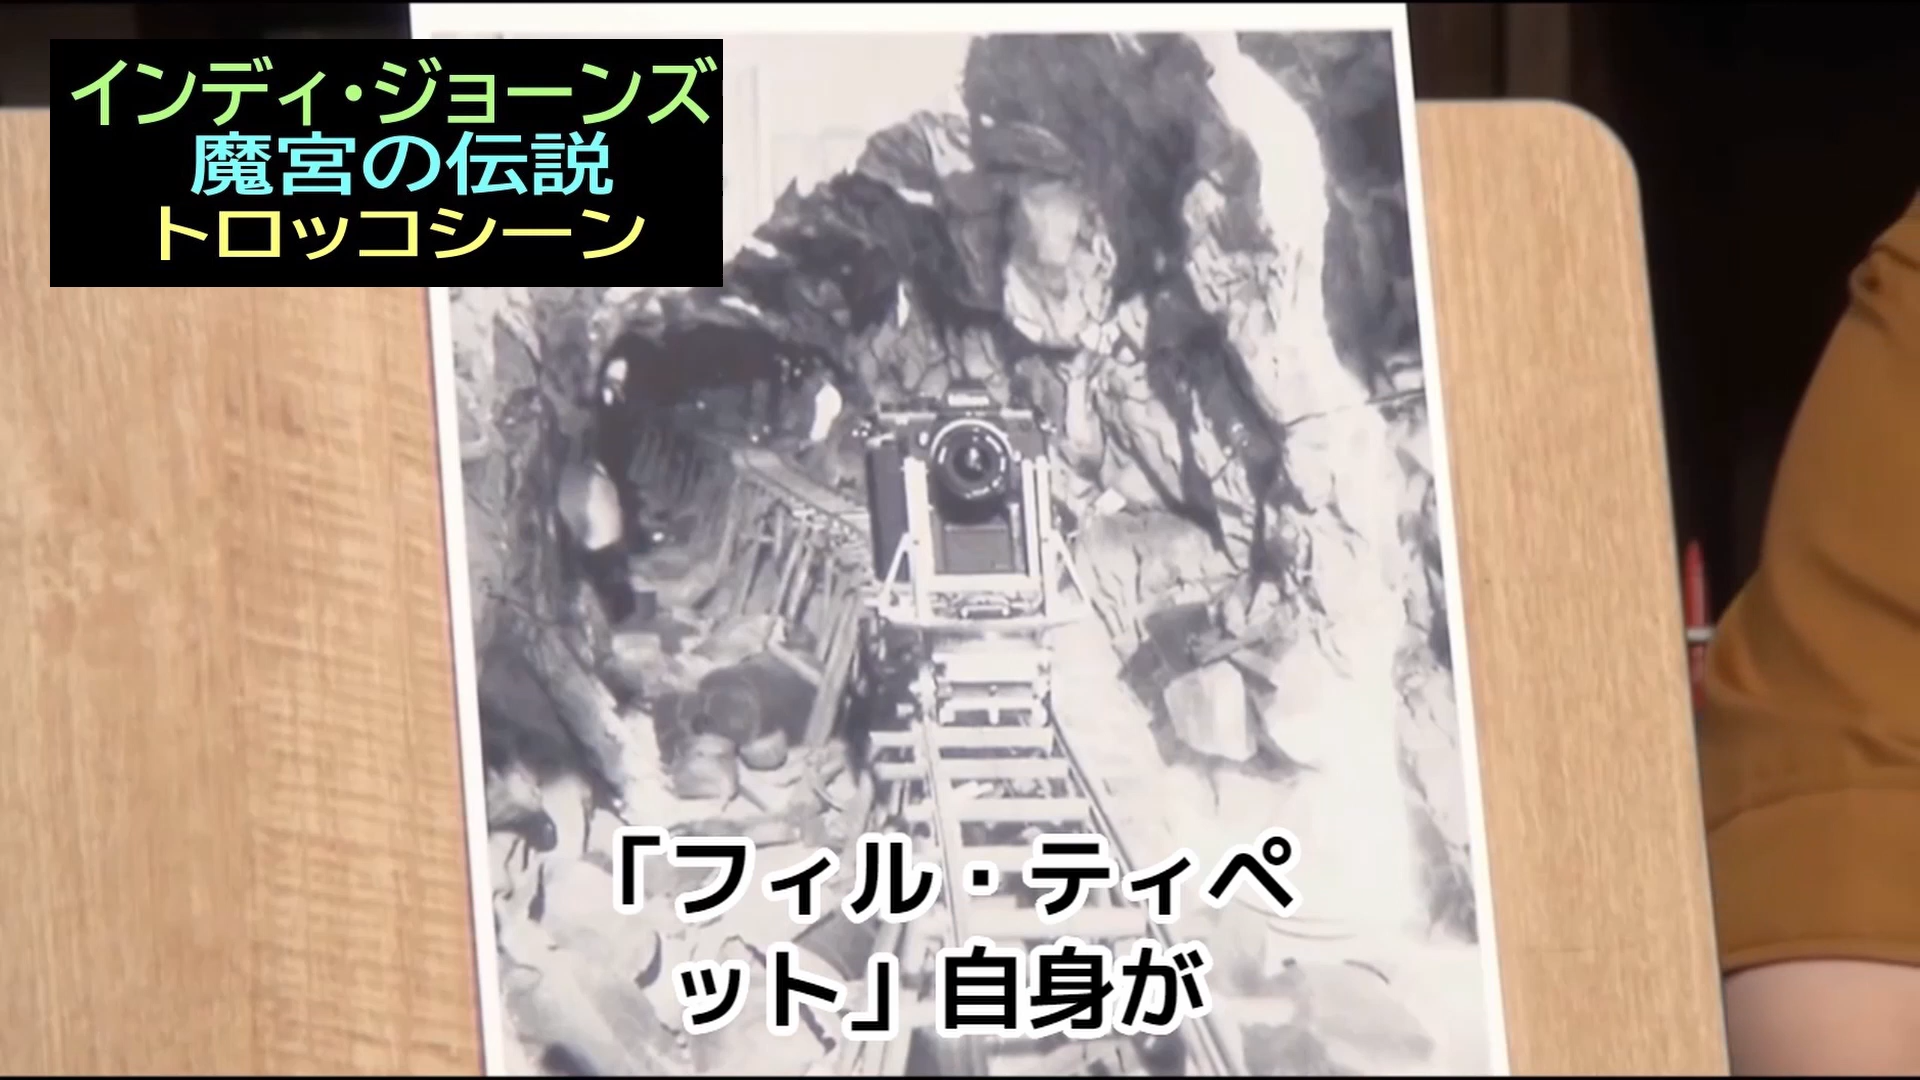 インディ・ジョーンズ
魔宮の伝説
トロッコシーン
「フィル・ティペ
ット」自身が